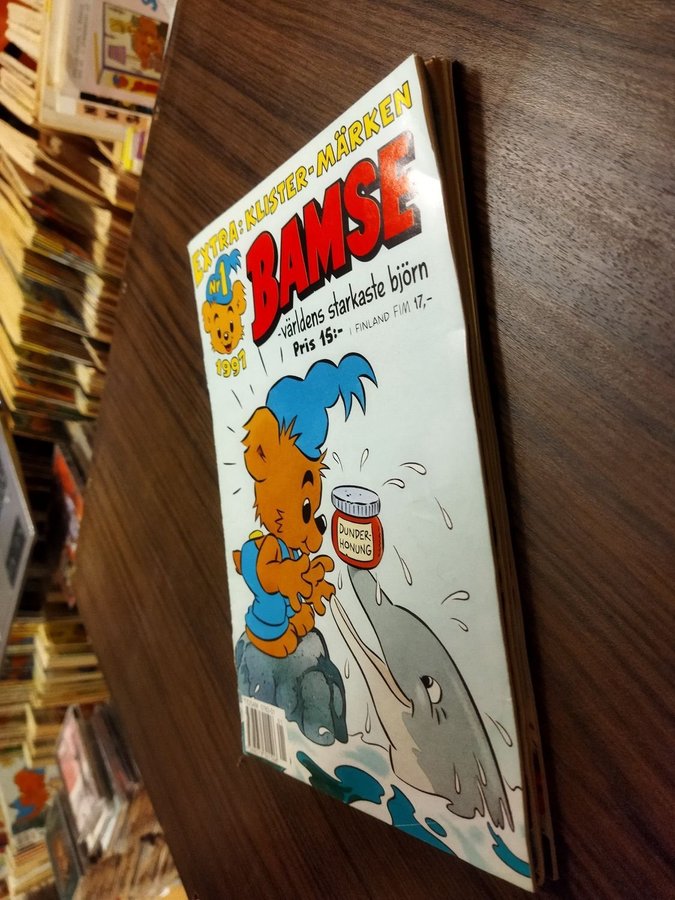 EXTRA: KLISTER-MÄRKEN
Nr 1
1997
BAMSE
-världens starkaste björn
Pris 15:- I FINLAND FIM 17,-
DUNDER-
HONUNG